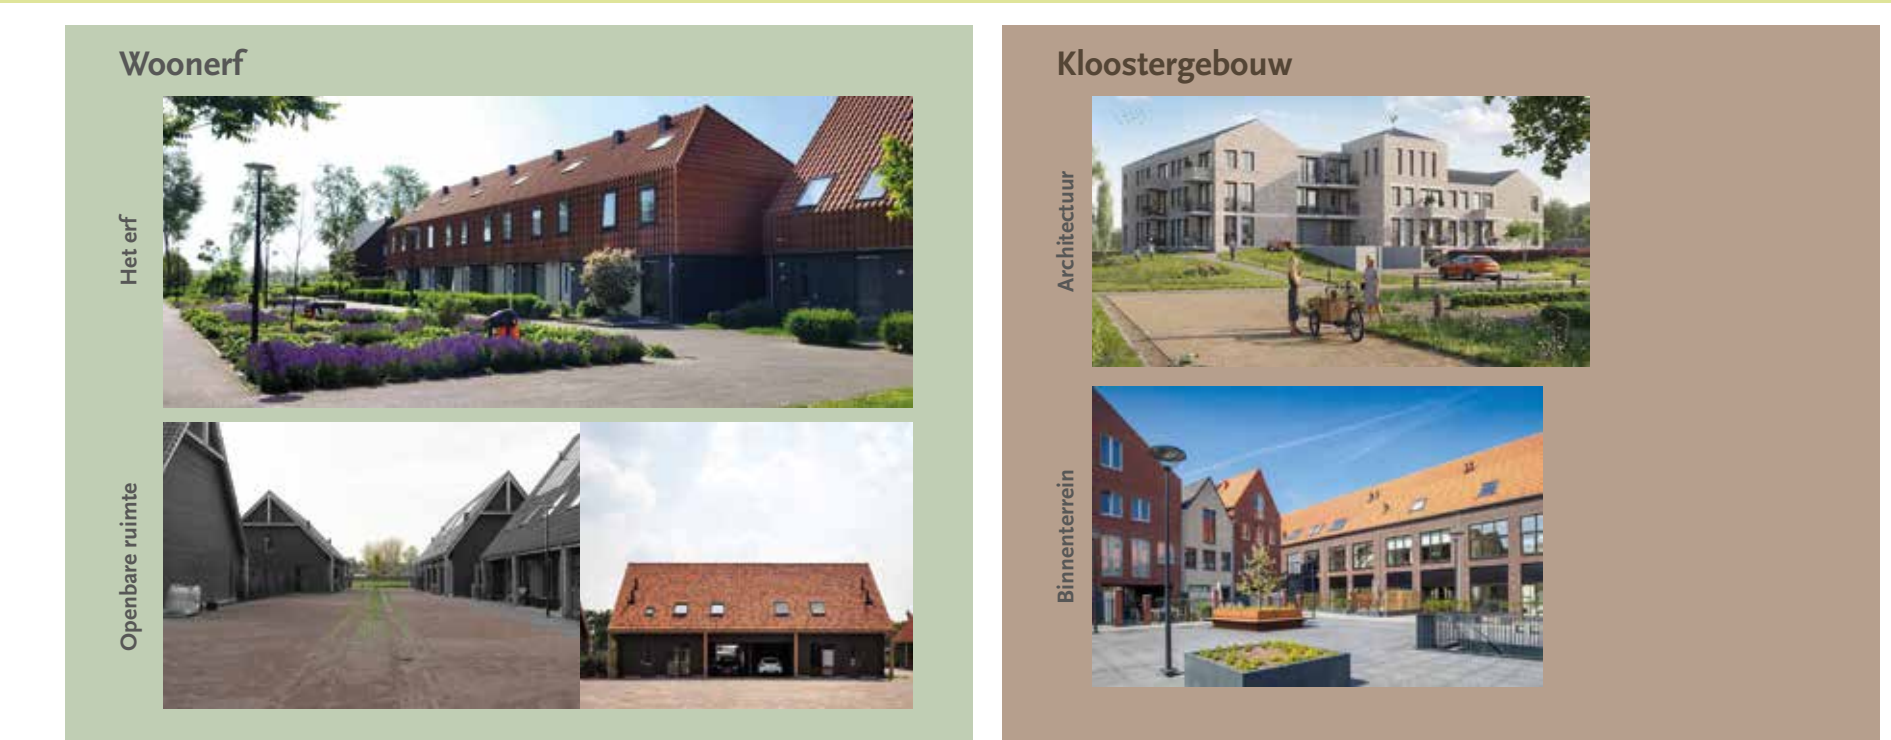 Woonerf
Het erf
Openbare ruimte
Kloostergebouw
Architectuur
Binnenterrein